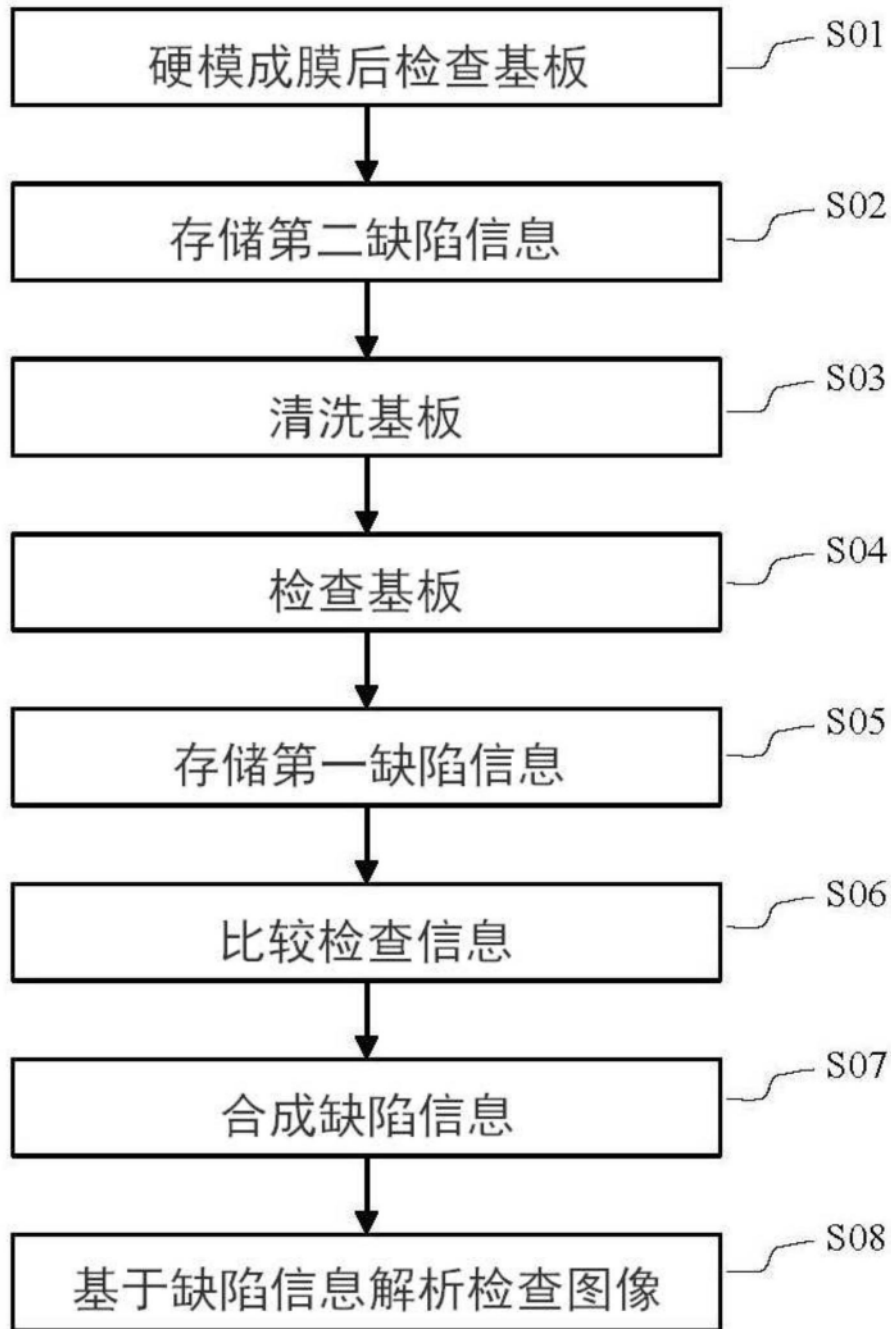 硬模成膜后检查基板
S01
存储第二缺陷信息
S02
清洗基板
S03
检查基板
S04
存储第一缺陷信息
S05
比较检查信息
S06
合成缺陷信息
S07
基于缺陷信息解析检查图像
S08